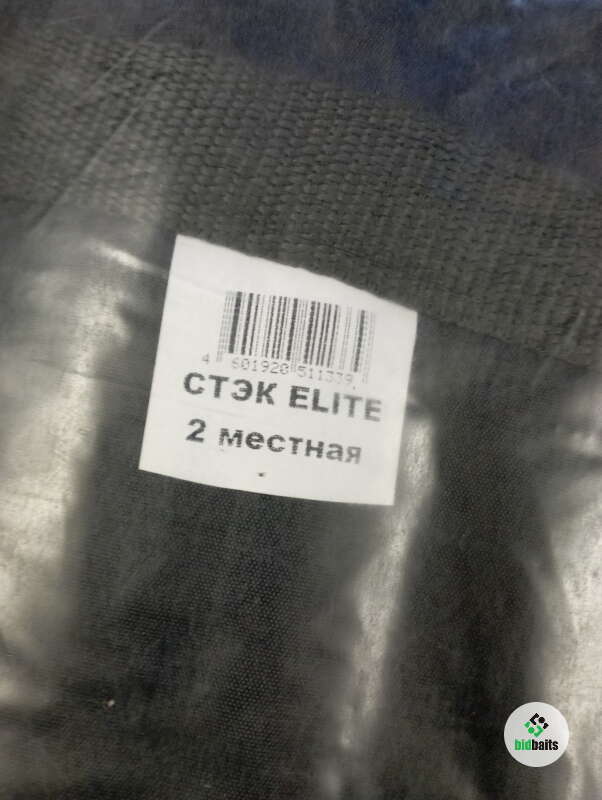 4 601920 511339
СТЭК ELITE
2 местная
bidbaits